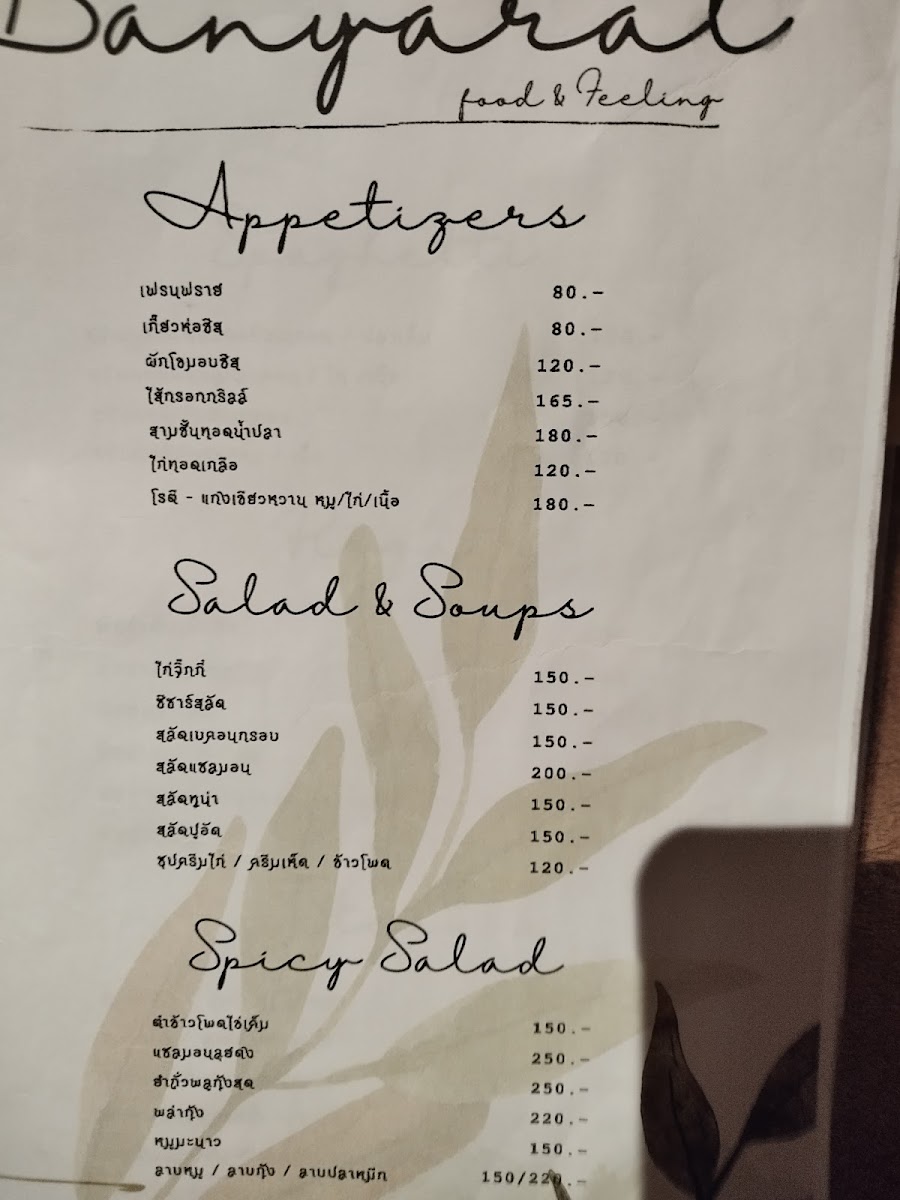 Banyarat
food & Feeling
Appetizers
เฟรนฟราย 80.-
เกี๊ยวห่อชีส 80.-
ผักโขมอบชีส 120.-
ไส้กรอกกริลล์ 165.-
สามชั้นทอดน้ำปลา 180.-
ไก่ทอดเกลือ 120.-
โรตี - แกงเขียวหวาน หมู/ไก่/เนื้อ 180.-
Salad & Soups
ไก่จิ๊กกี๋ 150.-
ซีซาร์สลัด 150.-
สลัดเบคอนกรอบ 150.-
สลัดแซลมอน 200.-
สลัดทูน่า 150.-
สลัดปูอัด 150.-
ซุปครีมไก่ / ครีมเห็ด / ข้าวโพด 120.-
Spicy Salad
ตำข้าวโพดไข่เค็ม 150.-
แซลมอนลุยดง 250.-
ยำถั่วพลูกุ้งสด 250.-
พล่ากุ้ง 220.-
หมูมะนาว 150.-
ลาบหมู / ลาบกุ้ง / ลาบปลาหมึก 150/220.-